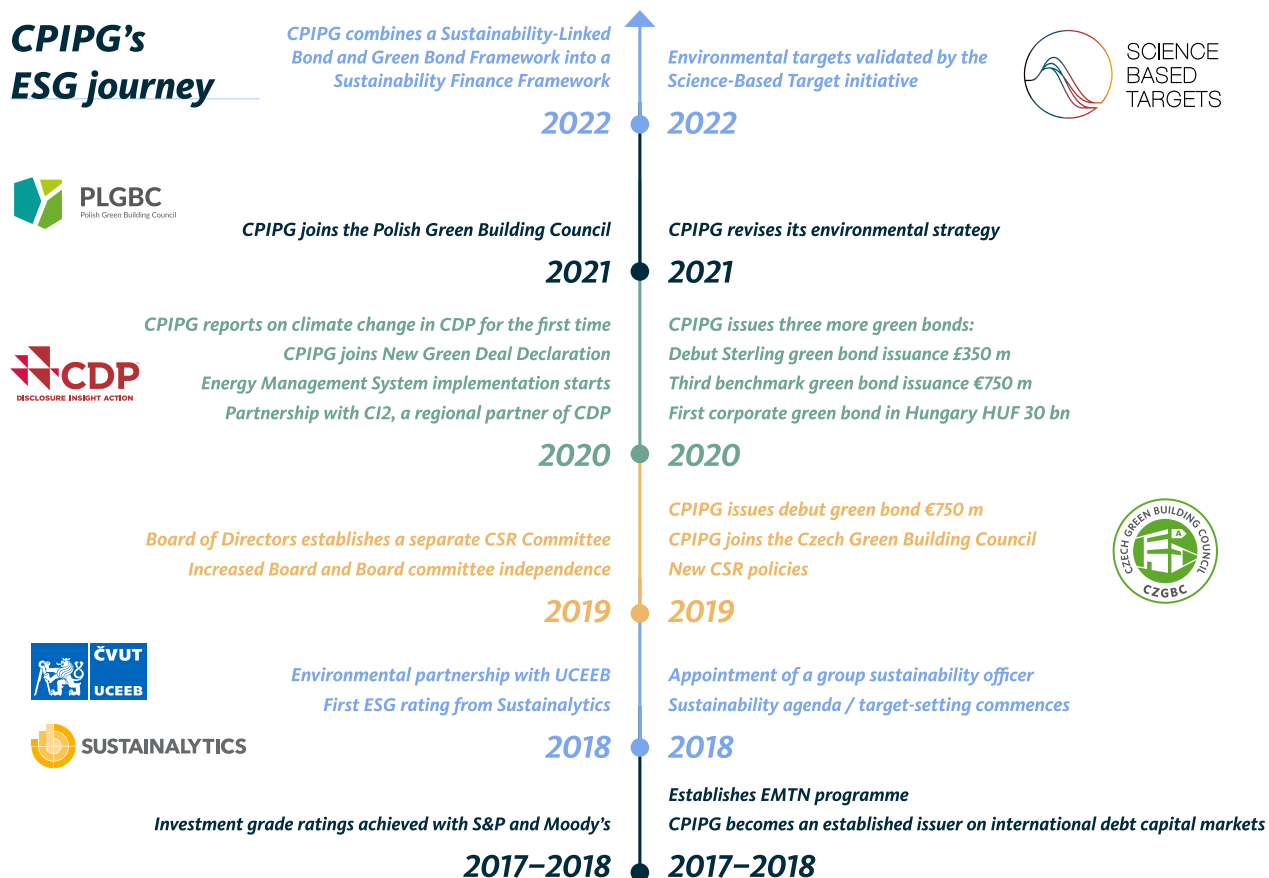 CPIPG's
ESG journey
CPIPG combines a Sustainability-Linked
Bond and Green Bond Framework into a
Sustainability Finance Framework
2022
Environmental targets validated by the
Science-Based Target initiative
2022
SCIENCE
BASED
TARGETS
PLGBC
Polish Green Building Council
CPIPG joins the Polish Green Building Council
2021
CPIPG revises its environmental strategy
2021
CPIPG reports on climate change in CDP for the first time
CPIPG joins New Green Deal Declaration
Energy Management System implementation starts
Partnership with CI2, a regional partner of CDP
2020
CDP
DISCLOSURE INSIGHT ACTION
CPIPG issues three more green bonds:
Debut Sterling green bond issuance £350 m
Third benchmark green bond issuance €750 m
First corporate green bond in Hungary HUF 30 bn
2020
Board of Directors establishes a separate CSR Committee
Increased Board and Board committee independence
2019
CPIPG issues debut green bond €750 m
CPIPG joins the Czech Green Building Council
New CSR policies
2019
CZECH GREEN BUILDING COUNCIL
A
CZGBC
ČVUT
UCEEB
SUSTAINALYTICS
Environmental partnership with UCEEB
First ESG rating from Sustainalytics
2018
Appointment of a group sustainability officer
Sustainability agenda / target-setting commences
2018
Investment grade ratings achieved with S&P and Moody's
2017–2018
Establishes EMTN programme
CPIPG becomes an established issuer on international debt capital markets
2017–2018